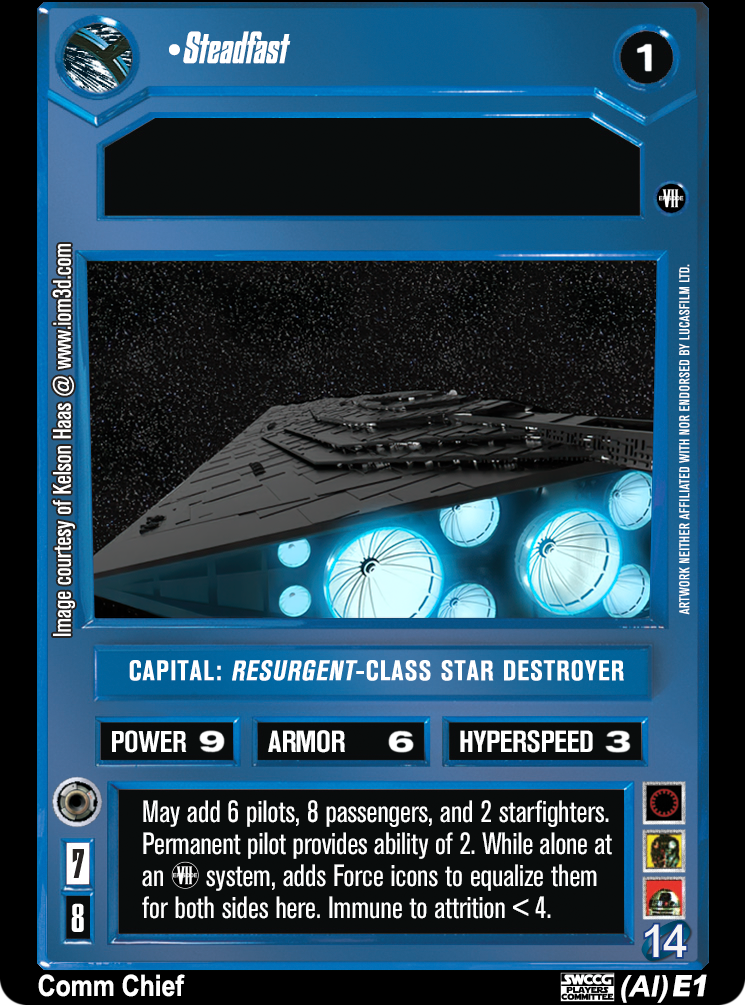 •Steadfast
1
EPISODE VII
Image courtesy of Kelson Haas @ www.iom3d.com
ARTWORK NEITHER AFFILIATED WITH NOR ENDORSED BY LUCASFILM LTD.
CAPITAL: RESURGENT-CLASS STAR DESTROYER
POWER 9
ARMOR 6
HYPERSPEED 3
May add 6 pilots, 8 passengers, and 2 starfighters.
Permanent pilot provides ability of 2. While alone at
an EPISODE VII system, adds Force icons to equalize them
for both sides here. Immune to attrition < 4.
7
8
14
Comm Chief
SWCCG
PLAYERS
COMMITTEE
(AI) E1